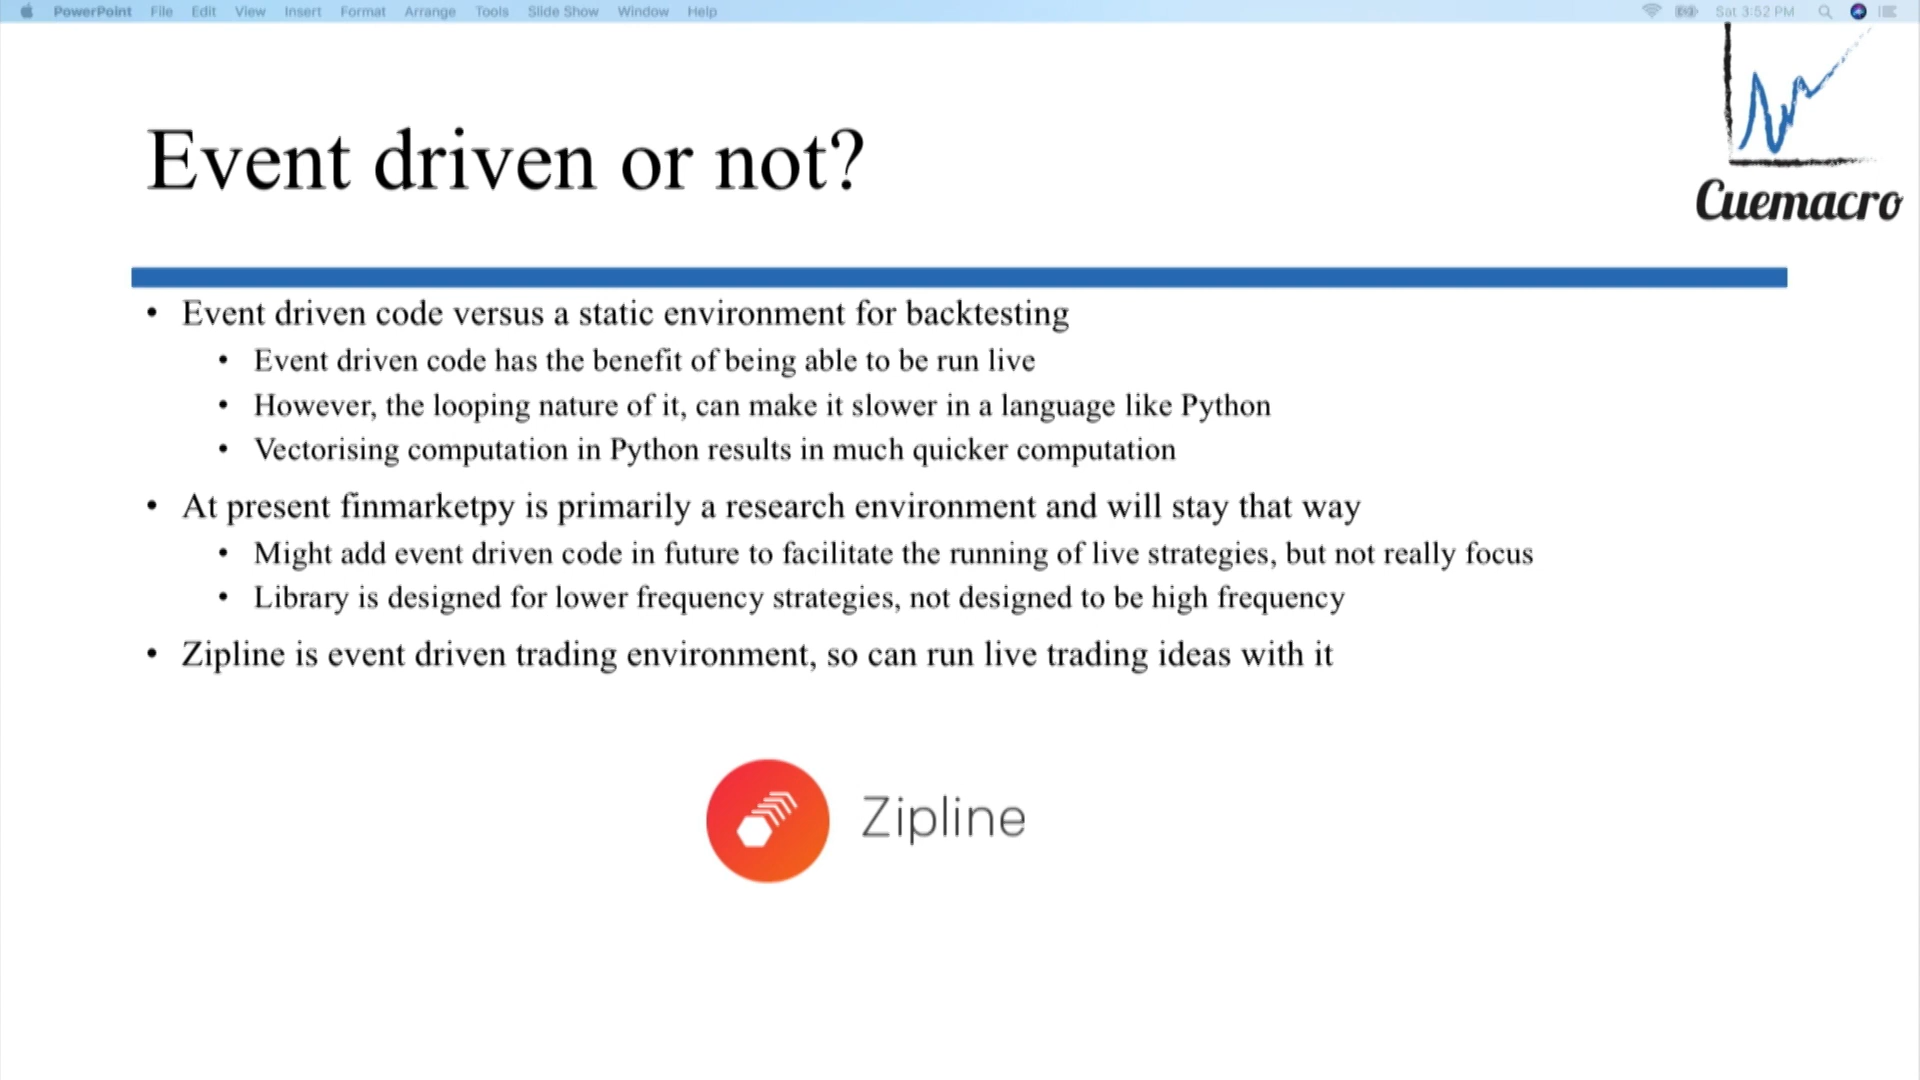 PowerPoint File Edit View Insert Format Arrange Tools Slide Show Window Help Sat 3:52 PM
Cuemacro
Event driven or not?
• Event driven code versus a static environment for backtesting
• Event driven code has the benefit of being able to be run live
• However, the looping nature of it, can make it slower in a language like Python
• Vectorising computation in Python results in much quicker computation
• At present finmarketpy is primarily a research environment and will stay that way
• Might add event driven code in future to facilitate the running of live strategies, but not really focus
• Library is designed for lower frequency strategies, not designed to be high frequency
• Zipline is event driven trading environment, so can run live trading ideas with it
Zipline